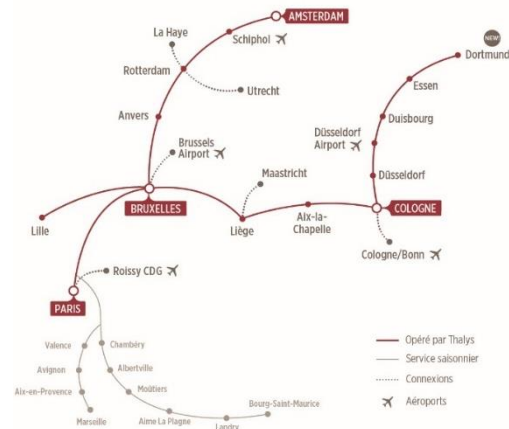 AMSTERDAM
La Haye
Schiphol
NEW!
Dortmund
Rotterdam
Utrecht
Essen
Anvers
Duisbourg
Brussels
Airport
Düsseldorf
Airport
Maastricht
Düsseldorf
BRUXELLES
Lille
Liège
Aix-la-
Chapelle
COLOGNE
Cologne/Bonn
Roissy CDG
PARIS
Valence
Chambéry
Avignon
Albertville
Aix-en-Provence
Moûtiers
Marseille
Aime La Plagne
Landry
Bourg-Saint-Maurice
Opéré par Thalys
Service saisonnier
Connexions
Aéroports